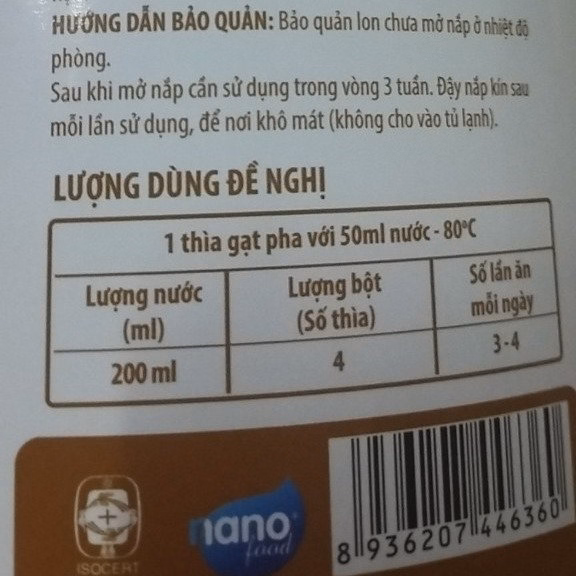 HƯỚNG DẪN BẢO QUẢN: Bảo quản lon chưa mở nắp ở nhiệt độ
phòng.
Sau khi mở nắp cần sử dụng trong vòng 3 tuần. Đậy nắp kín sau
mỗi lần sử dụng, để nơi khô mát (không cho vào tủ lạnh).
LƯỢNG DÙNG ĐỀ NGHỊ
1 thìa gạt pha với 50ml nước - 80°C
Lượng nước
(ml)
Lượng bột
(Số thìa)
Số lần ăn
mỗi ngày
200 ml
4
3-4
ISOCERT
nano
food
8 936207 446360